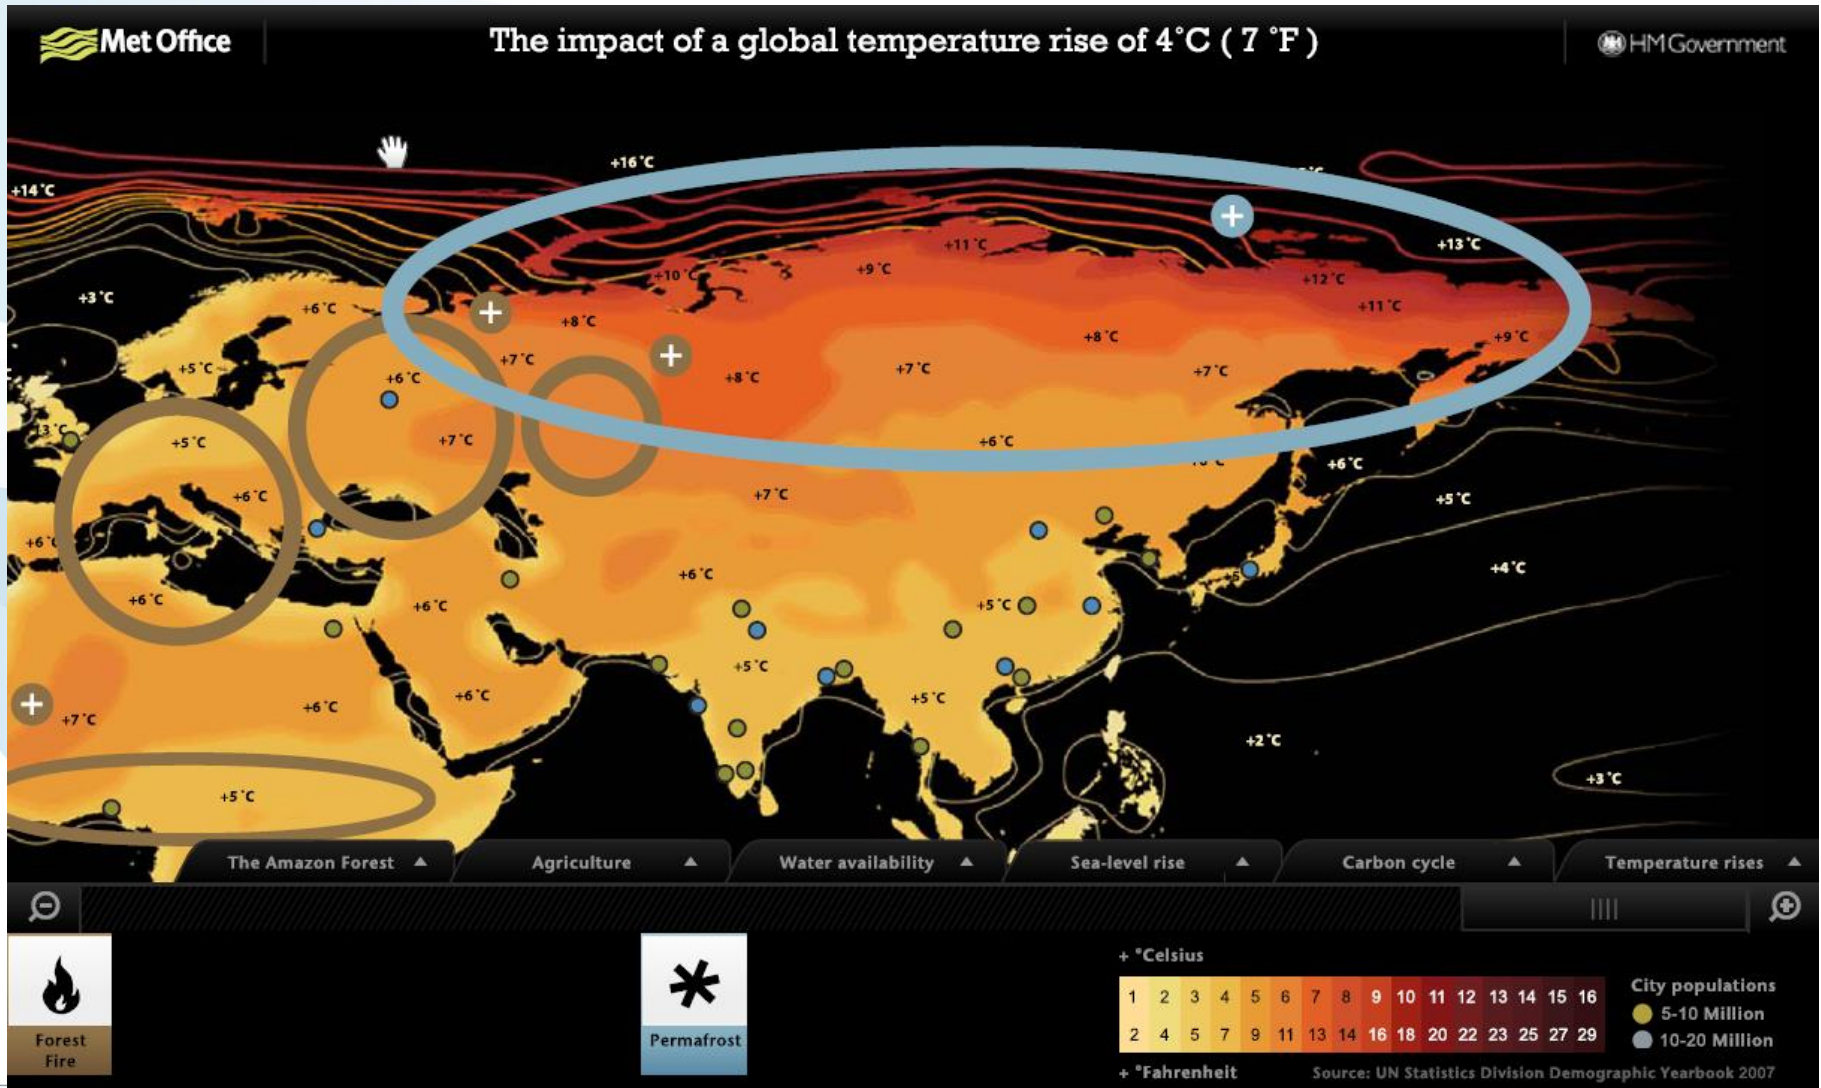 Met Office
The impact of a global temperature rise of 4°C ( 7 °F )
HM Government
+16°C
+14°C
+11°C
+13°C
+10°C
+9°C
+12°C
+3°C
+6°C
+11°C
+8°C
+8°C
+9°C
+7°C
+5°C
+6°C
+8°C
+7°C
+7°C
+5°C
+7°C
+6°C
+6°C
+6°C
+7°C
+5°C
+6°C
+4°C
+6°C
+6°C
+6°C
+5°C
+5°C
+6°C
+5°C
+7°C
+6°C
+2°C
+3°C
+5°C
The Amazon Forest
Agriculture
Water availability
Sea-level rise
Carbon cycle
Temperature rises
Forest
Fire
Permafrost
+ °Celsius
1 2 3 4 5 6 7 8 9 10 11 12 13 14 15 16
2 4 5 7 9 11 13 14 16 18 20 22 23 25 27 29
+ °Fahrenheit
City populations
5-10 Million
10-20 Million
Source: UN Statistics Division Demographic Yearbook 2007